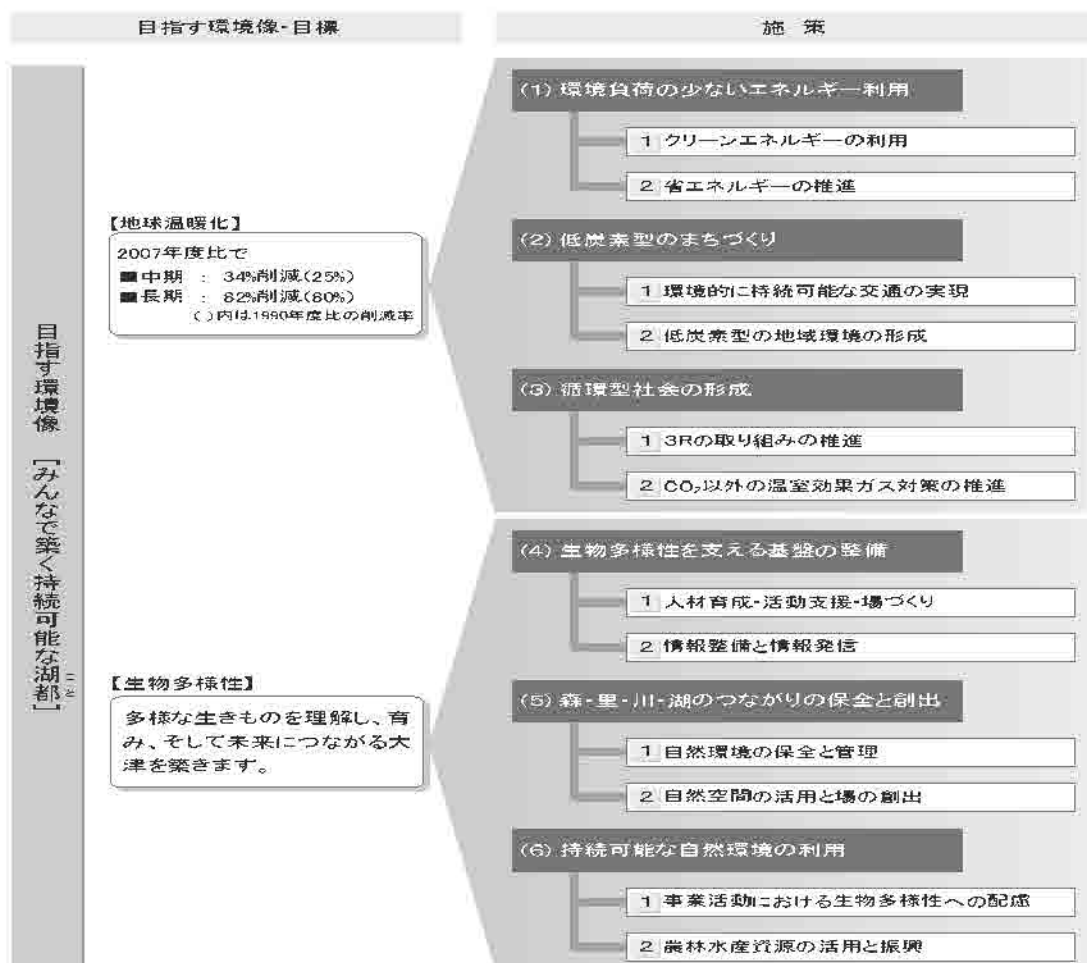 目指す環境像・目標
施 策
目指す環境像 [みんなで築く持続可能な湖都]
こと
【地球温暖化】
2007年度比で
■中期 : 34%削減(25%)
■長期 : 82%削減(80%)
( )内は1990年度比の削減率
(1) 環境負荷の少ないエネルギー利用
1 クリーンエネルギーの利用
2 省エネルギーの推進
(2) 低炭素型のまちづくり
1 環境的に持続可能な交通の実現
2 低炭素型の地域環境の形成
(3) 循環型社会の形成
1 3Rの取り組みの推進
2 CO₂以外の温室効果ガス対策の推進
【生物多様性】
多様な生きものを理解し、育
み、そして未来につながる大
津を築きます。
(4) 生物多様性を支える基盤の整備
1 人材育成・活動支援・場づくり
2 情報整備と情報発信
(5) 森・里・川・湖のつながりの保全と創出
1 自然環境の保全と管理
2 自然空間の活用と場の創出
(6) 持続可能な自然環境の利用
1 事業活動における生物多様性への配慮
2 農林水産資源の活用と振興